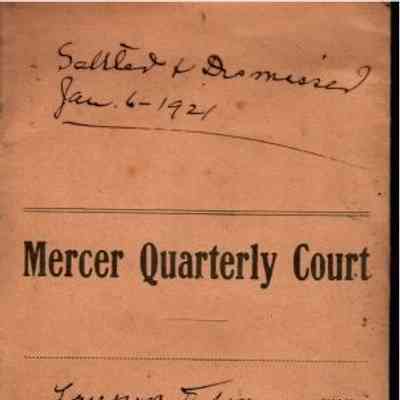 Settled & Dismissed
Jan. 6-1921
Mercer Quarterly Court